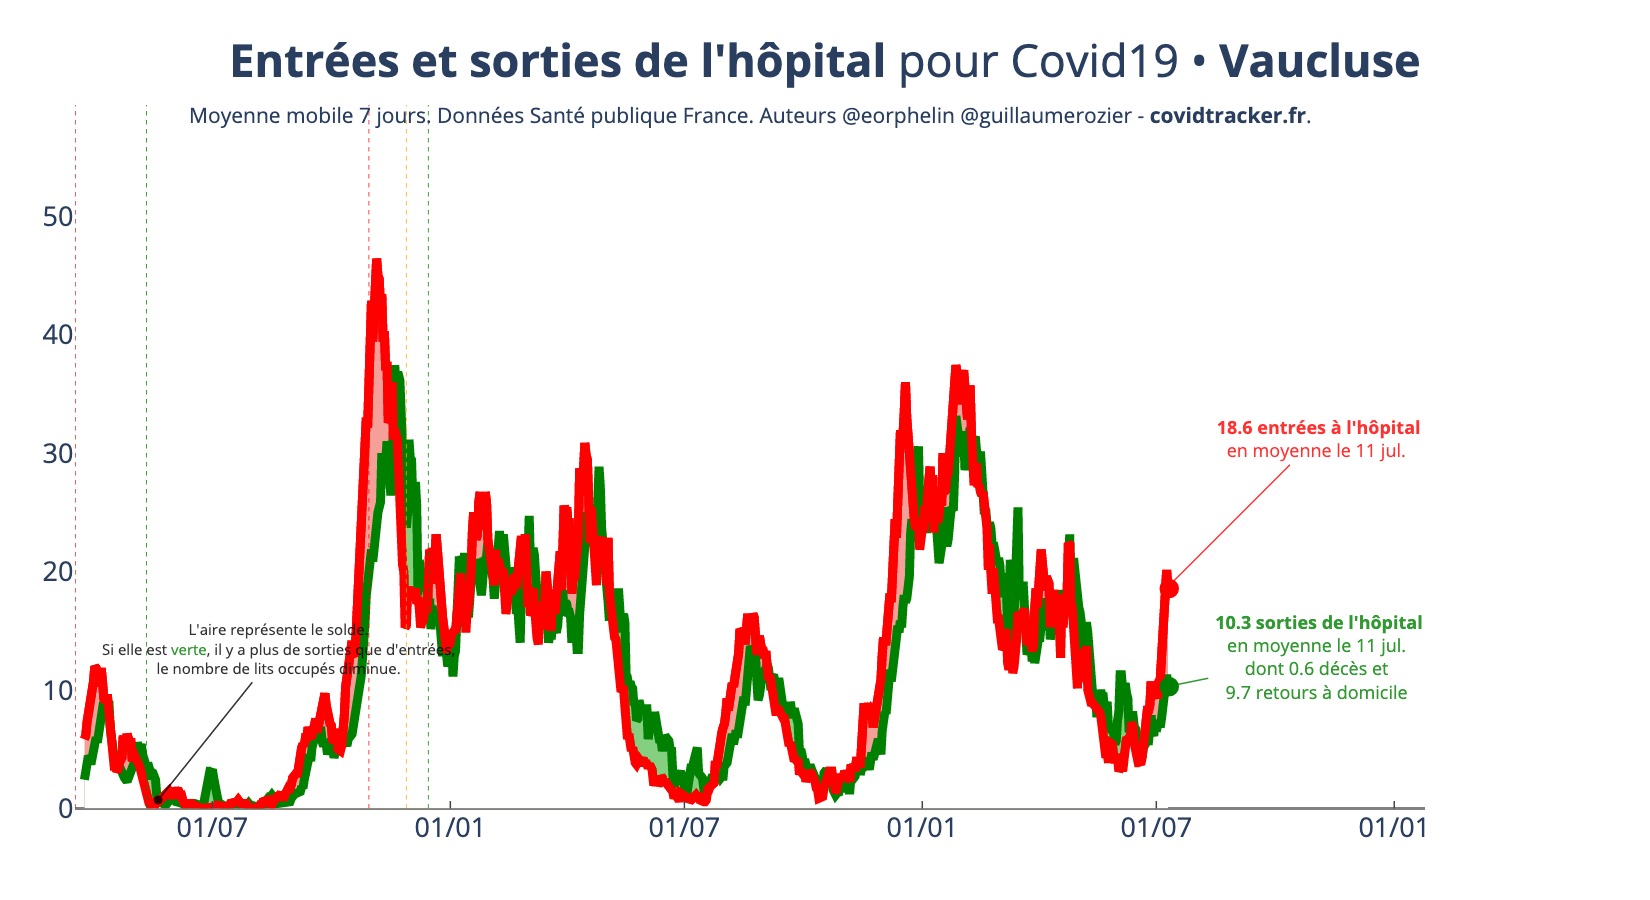 Entrées et sorties de l'hôpital pour Covid19 • Vaucluse
Moyenne mobile 7 jours. Données Santé publique France. Auteurs @eorphelin @guillaumerozier - covidtracker.fr.
50
40
30
20
10
0
18.6 entrées à l'hôpital
en moyenne le 11 jul.
10.3 sorties de l'hôpital
en moyenne le 11 jul.
dont 0.6 décès et
9.7 retours à domicile
L'aire représente le solde.
Si elle est verte, il y a plus de sorties que d'entrées,
le nombre de lits occupés diminue.
01/07
01/01
01/07
01/01
01/07
01/01